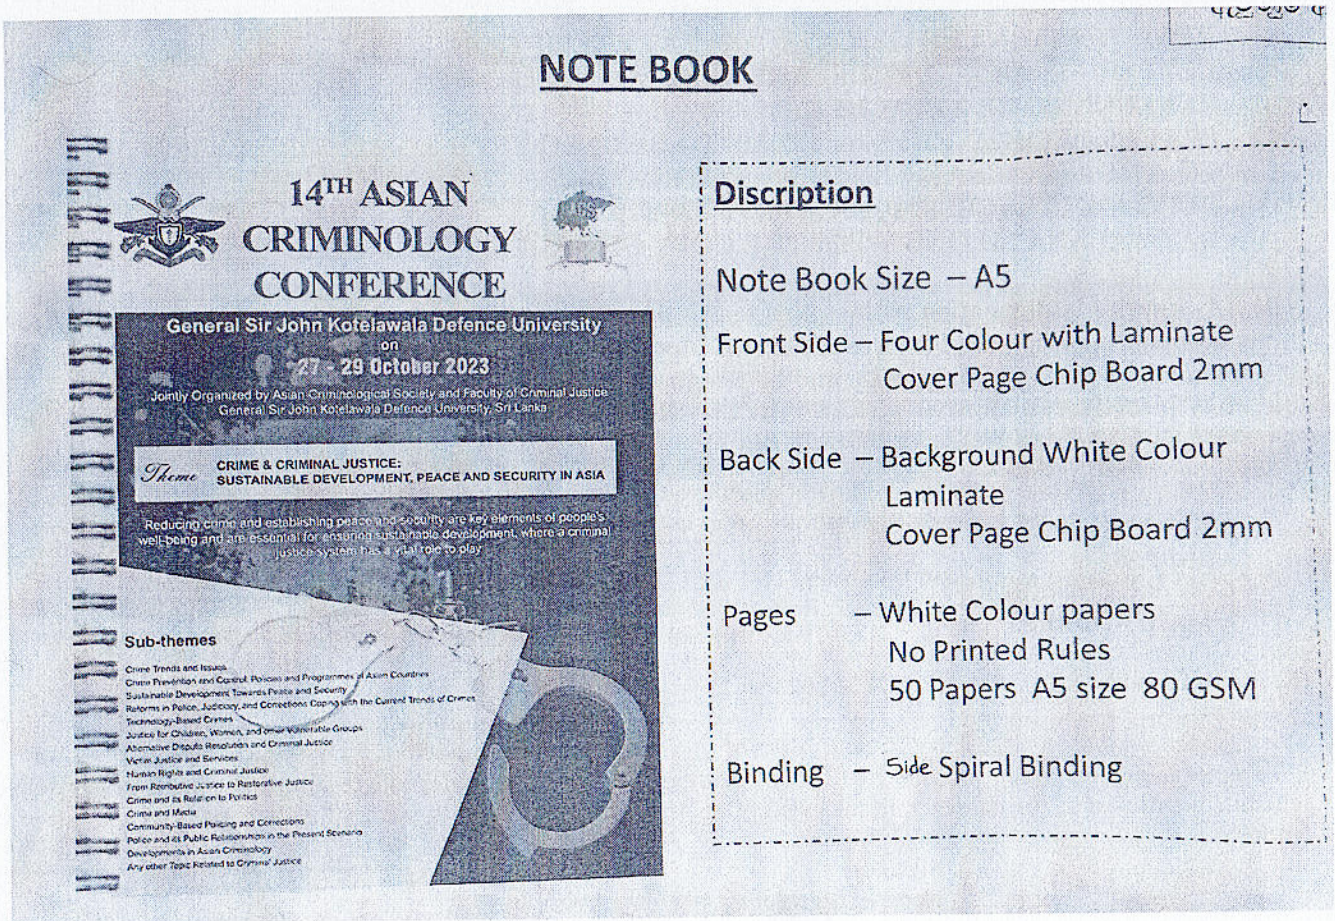 NOTE BOOK
14TH ASIAN
CRIMINOLOGY
CONFERENCE
General Sir John Kotelawala Defence University
on
27 - 29 October 2023
Jointly Organized by Asian Criminological Society and Faculty of Criminal Justice
General Sir John Kotelawala Defence University, Sri Lanka
Theme
CRIME & CRIMINAL JUSTICE:
SUSTAINABLE DEVELOPMENT, PEACE AND SECURITY IN ASIA
Reducing crime and establishing peace and security are key elements of people's
well-being and are essential for ensuring sustainable development, where a criminal
justice system has a vital role to play
Sub-themes
Crime Trends and Issues
Crime Prevention and Control, Policies and Programmes of Asian Countries
Sustainable Development Towards Peace and Security
Reforms in Police, Judiciary, and Corrections Coping with the Current Trends of Crimes
Technology-Based Crimes
Justice for Children, Women, and other Vulnerable Groups
Alternative Dispute Resolution and Criminal Justice
Victim Justice and Services
Human Rights and Criminal Justice
From Retributive Justice to Restorative Justice
Crime and its Relation to Politics
Crime and Media
Community-Based Policing and Corrections
Police and its Public Relationships in the Present Scenario
Developments in Asian Criminology
Any other Topic Related to Criminal Justice
Discription
Note Book Size – A5
Front Side – Four Colour with Laminate
Cover Page Chip Board 2mm
Back Side – Background White Colour
Laminate
Cover Page Chip Board 2mm
Pages – White Colour papers
No Printed Rules
50 Papers A5 size 80 GSM
Binding – Side Spiral Binding